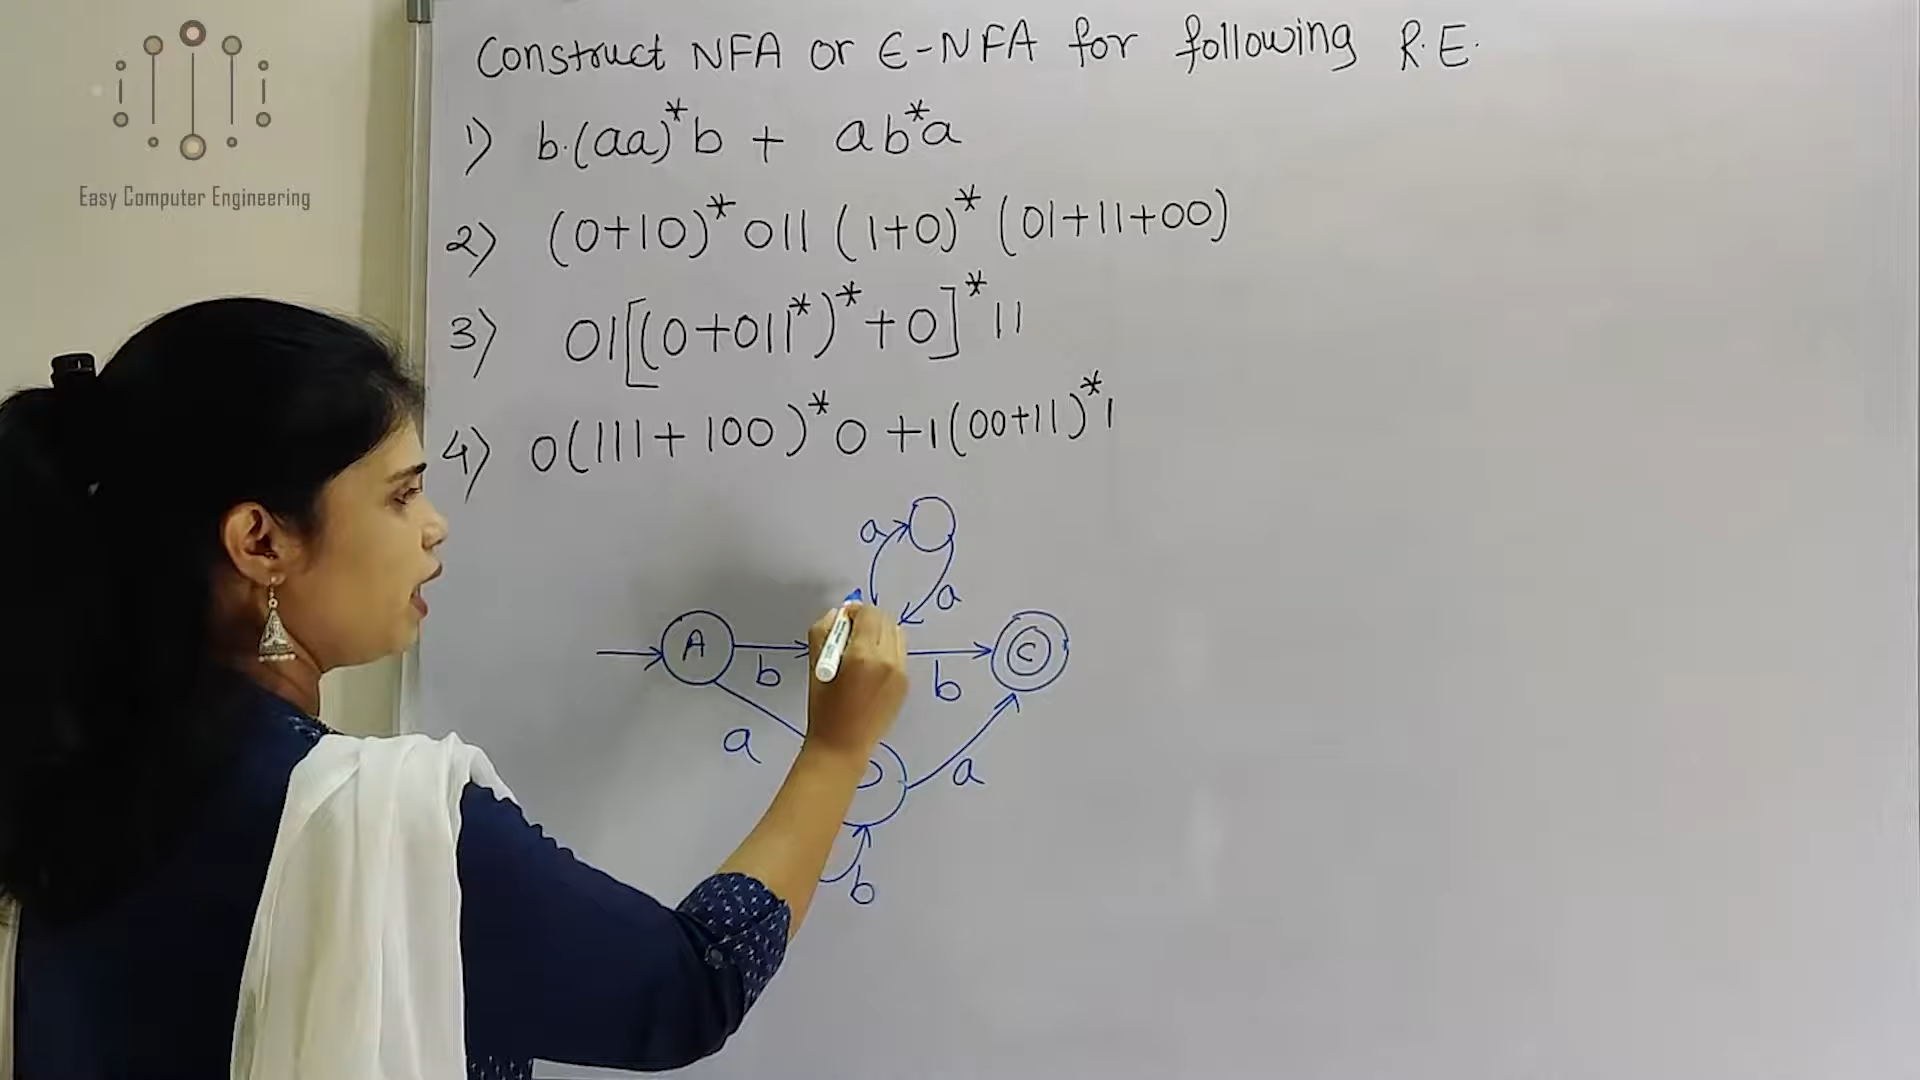 Easy Computer Engineering
Construct NFA or ϵ-NFA for following R.E.
1) b.(aa)*b + ab*a
2) (0+10)*011(1+0)*(01+11+00)
3) 01[(0+011*)*+0]*11
4) 0(111+100)*0+1(00+11)*1
a
a
A
b
b
C
a
a
b